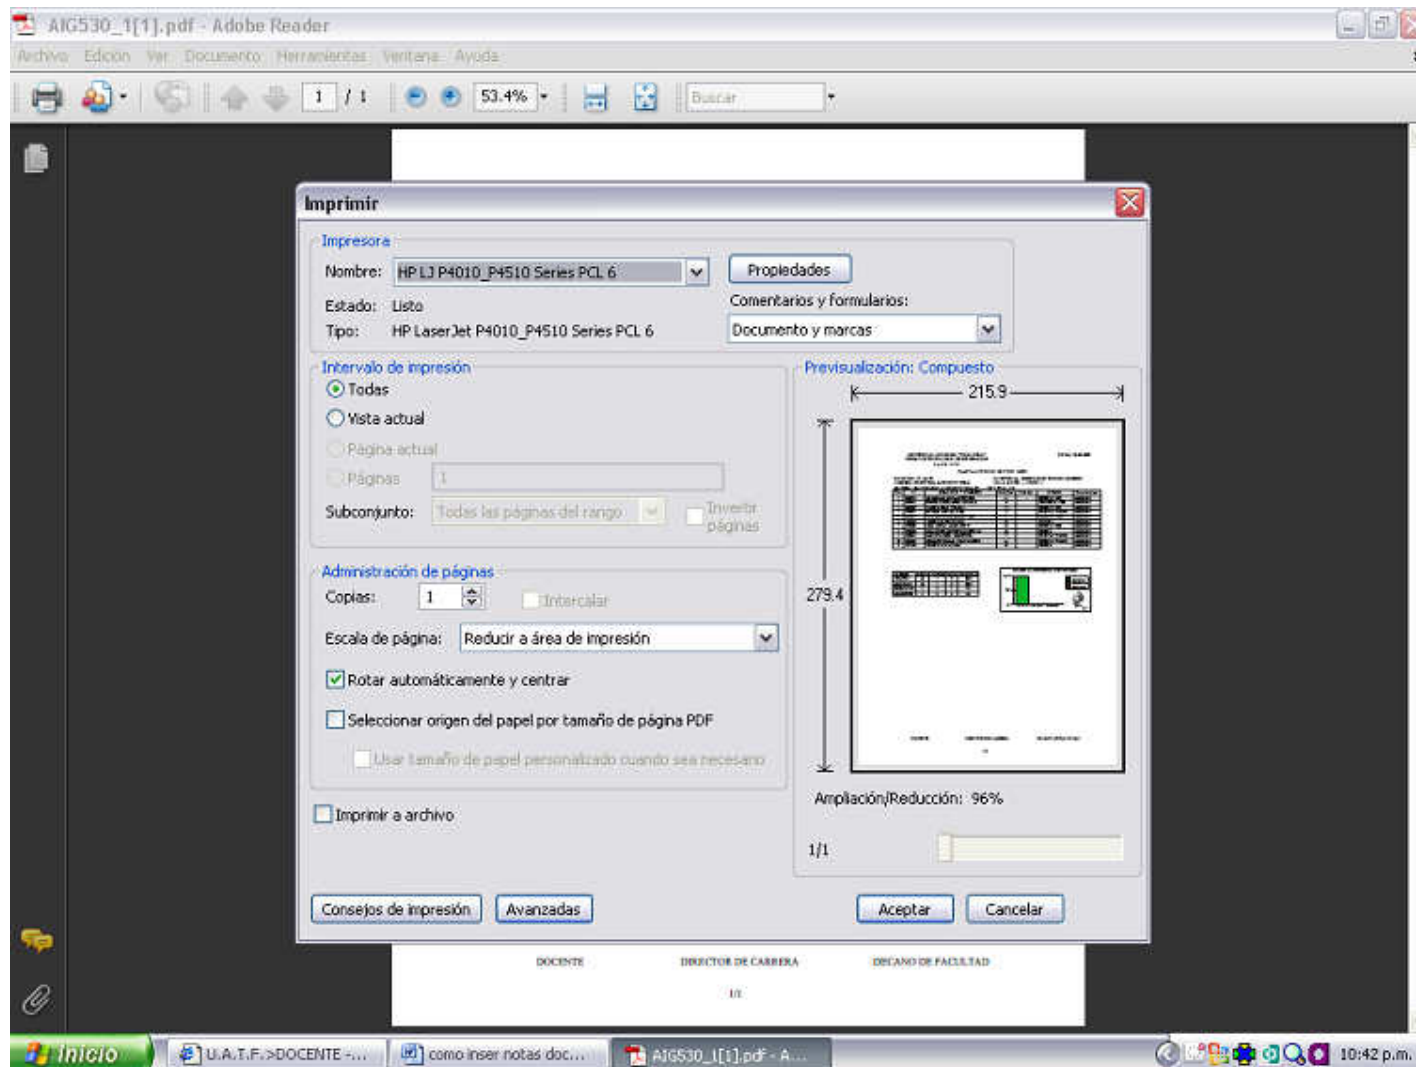 AIG530_1[1].pdf - Adobe Reader
Archivo Edición Ver Documento Herramientas Ventana Ayuda
1 / 1 53.4% Buscar
Imprimir
Impresora
Nombre: HP LJ P4010_P4510 Series PCL 6 Propiedades
Estado: Listo Comentarios y formularios:
Tipo: HP LaserJet P4010_P4510 Series PCL 6 Documento y marcas
Intervalo de impresión
Todas
Vista actual
Página actual
Páginas 1
Subconjunto: Todas las páginas del rango Invertir páginas
Administración de páginas
Copias: 1 Intercalar
Escala de página: Reducir a área de impresión
Rotar automáticamente y centrar
Seleccionar origen del papel por tamaño de página PDF
Usar tamaño de papel personalizado cuando sea necesario
Imprimir a archivo
Previsualización: Compuesto
215.9
279.4
Ampliación/Reducción: 96%
1/1
Consejos de impresión Avanzadas Aceptar Cancelar
DOCENTE DIRECTOR DE CARRERA DECANO DE FACULTAD
1/1
Inicio U.A.T.F.>DOCENTE -... como inser notas doc... AIG530_1[1].pdf - A... 10:42 p.m.